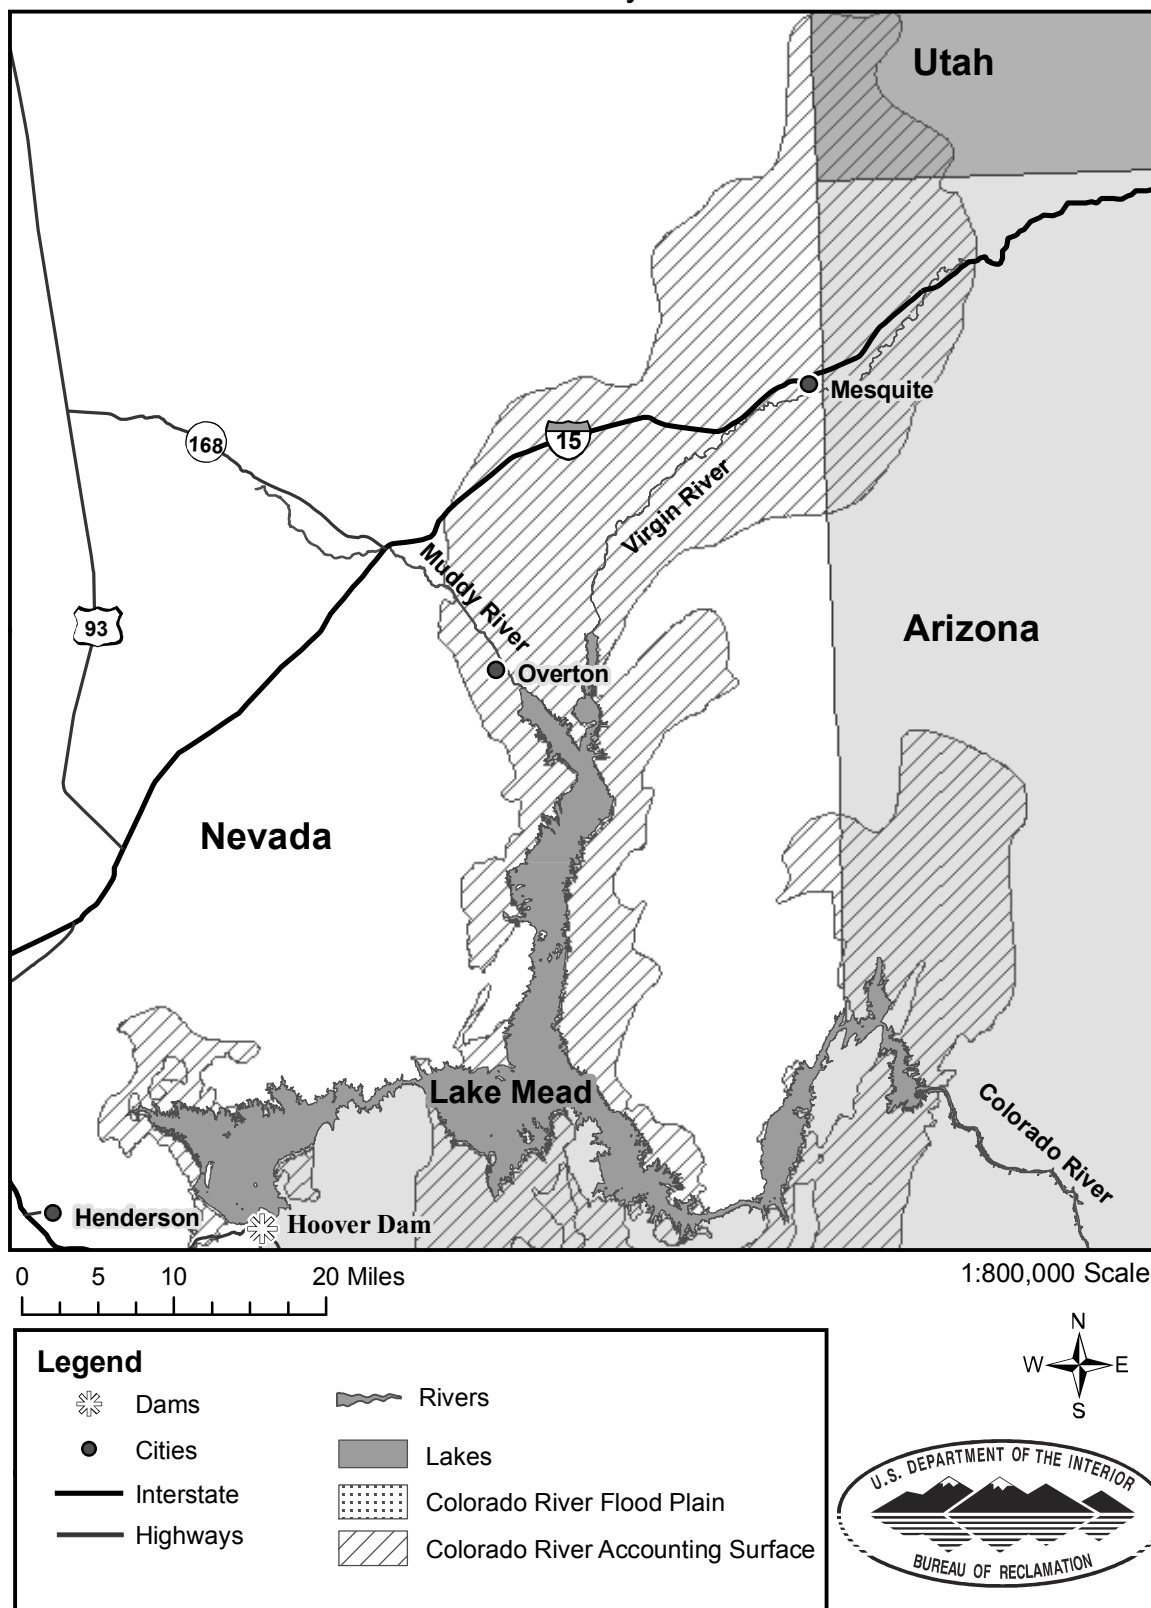 Utah
Mesquite
168
15
Virgin River
Muddy River
93
Arizona
Overton
Nevada
Lake Mead
Colorado River
Henderson
Hoover Dam
0 5 10 20 Miles
1:800,000 Scale
N
W E
S
Legend
Dams
Cities
Interstate
Highways
Rivers
Lakes
Colorado River Flood Plain
Colorado River Accounting Surface
U.S. DEPARTMENT OF THE INTERIOR
BUREAU OF RECLAMATION